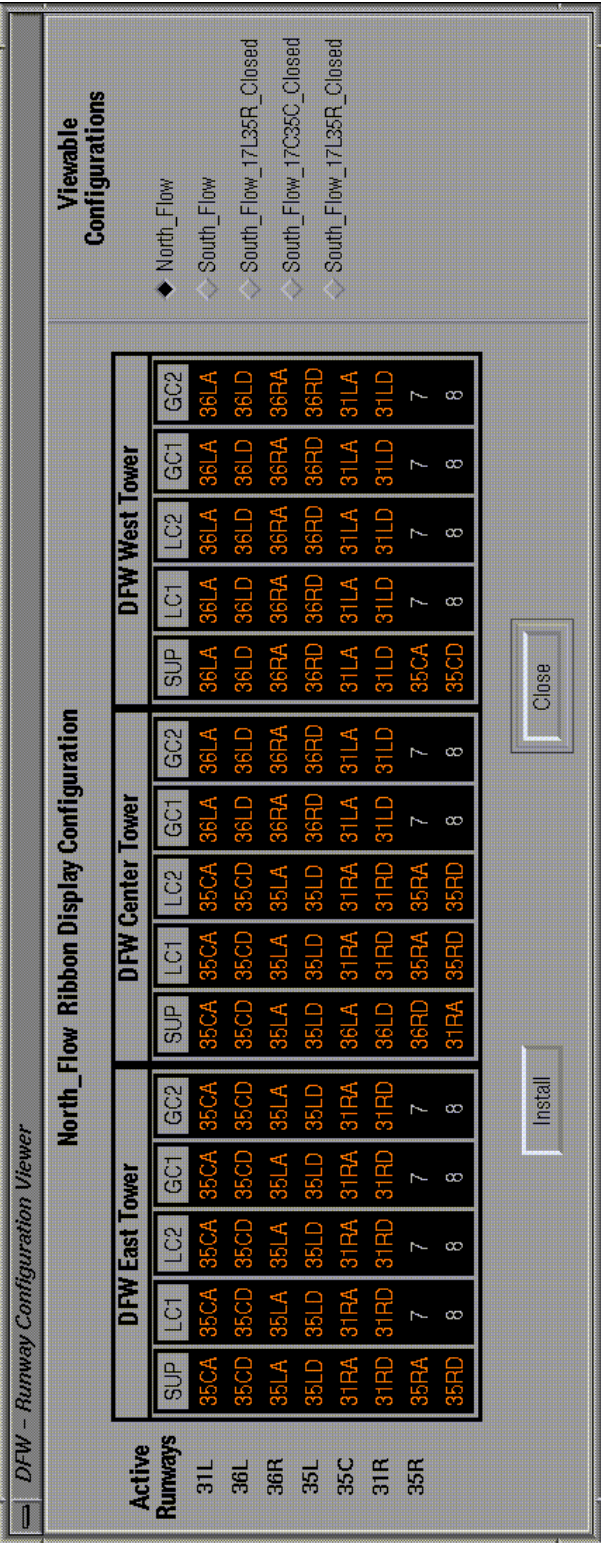 DFW - Runway Configuration Viewer
North_Flow Ribbon Display Configuration
Viewable
Configurations
Active
Runways
DFW East Tower DFW Center Tower DFW West Tower
SUP LC1 LC2 GC1 GC2 SUP LC1 LC2 GC1 GC2 SUP LC1 LC2 GC1 GC2
31L 35CA 35CA 35CA 35CA 35CA 35CA 35CA 35CA 36LA 36LA 36LA 36LA 36LA 36LA 36LA
36L 35CD 35CD 35CD 35CD 35CD 35CD 35CD 35CD 36LD 36LD 36LD 36LD 36LD 36LD 36LD
36R 35LA 35LA 35LA 35LA 35LA 35LA 35LA 35LA 36RA 36RA 36RA 36RA 36RA 36RA 36RA
35L 35LD 35LD 35LD 35LD 35LD 35LD 35LD 35LD 36RD 36RD 36RD 36RD 36RD 36RD 36RD
35C 31RA 31RA 31RA 31RA 31RA 36LA 31RA 31RA 31LA 31LA 31LA 31LA 31LA 31LA 31LA
31R 31RD 31RD 31RD 31RD 31RD 36LD 31RD 31RD 31LD 31LD 31LD 31LD 31LD 31LD 31LD
35R 35RA 7 7 7 7 36RD 35RA 35RA 7 7 35CA 7 7 7 7
35RD 8 8 8 8 31RA 35RD 35RD 8 8 35CD 8 8 8 8
North_Flow
South_Flow
South_Flow_17L35R_Closed
South_Flow_17C35C_Closed
South_Flow_17L35R_Closed
Install Close